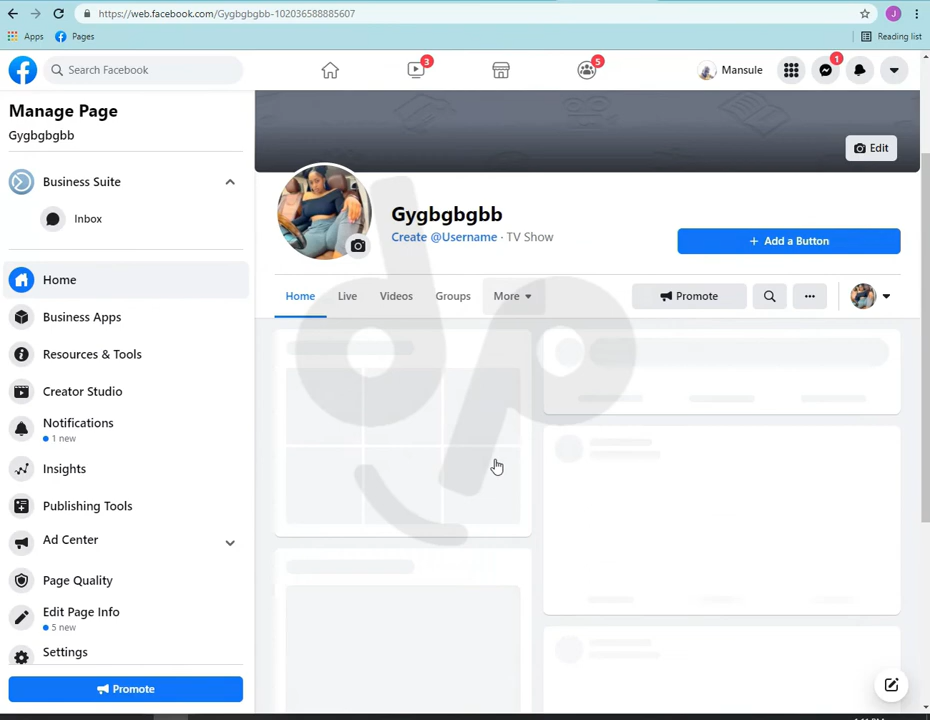 https://web.facebook.com/Gygbgbgbb-102036588885607
J
Apps
Pages
Reading list
Search Facebook
3
5
Mansule
1
Manage Page
Gygbgbgbb
Business Suite
Inbox
Home
Business Apps
Resources & Tools
Creator Studio
Notifications
1 new
Insights
Publishing Tools
Ad Center
Page Quality
Edit Page Info
5 new
Settings
Promote
Edit
Gygbgbgbb
Create @Username · TV Show
+ Add a Button
Home
Live
Videos
Groups
More
Promote